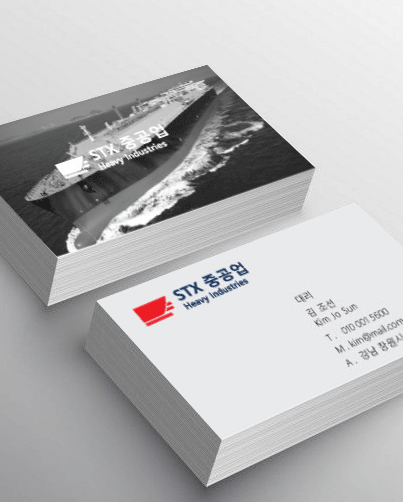 STX 중공업
Heavy Industries
STX 중공업
Heavy Industries
대리
김 조선
Kim Jo Sun
T. 010 001 5600
M. kim@mail.com
A. 경남 창원시